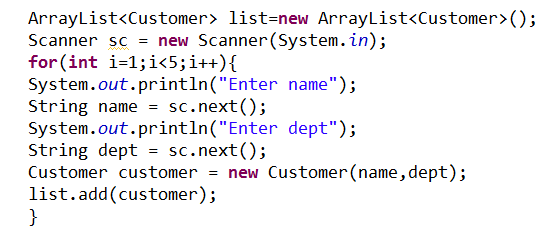 ArrayList<Customer> list=new ArrayList<Customer>();
Scanner sc = new Scanner(System.in);
for(int i=1;i<5;i++){
System.out.println("Enter name");
String name = sc.next();
System.out.println("Enter dept");
String dept = sc.next();
Customer customer = new Customer(name,dept);
list.add(customer);
}